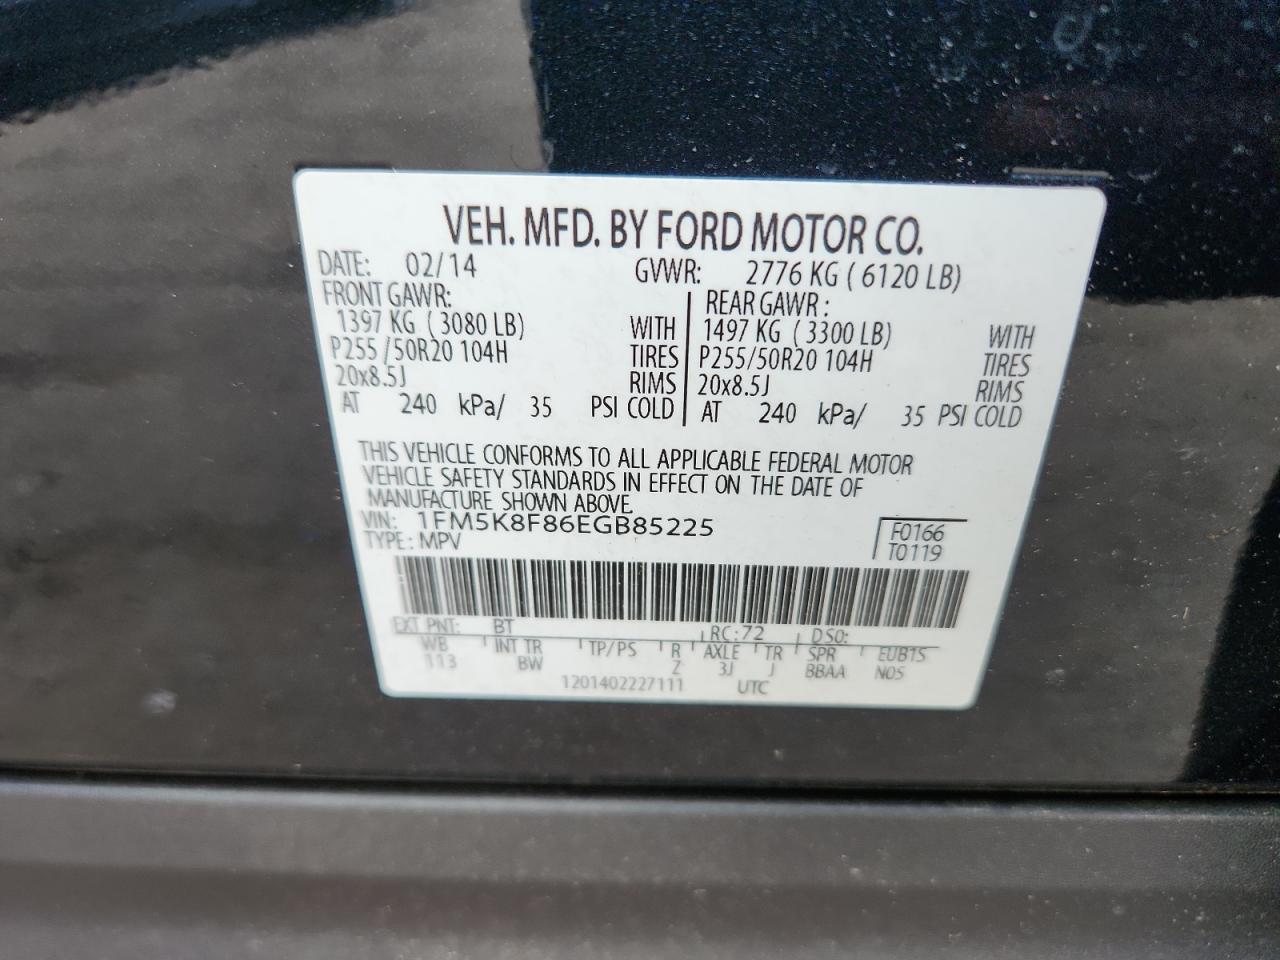 VEH. MFD. BY FORD MOTOR CO.
DATE: 02/14 GVWR: 2776 KG ( 6120 LB)
FRONT GAWR: REAR GAWR :
1397 KG ( 3080 LB) WITH 1497 KG ( 3300 LB) WITH
P255 /50R20 104H TIRES P255/50R20 104H TIRES
20x8.5J RIMS 20x8.5J RIMS
AT 240 kPa/ 35 PSI COLD AT 240 kPa/ 35 PSI COLD
THIS VEHICLE CONFORMS TO ALL APPLICABLE FEDERAL MOTOR
VEHICLE SAFETY STANDARDS IN EFFECT ON THE DATE OF
MANUFACTURE SHOWN ABOVE.
VIN: 1FM5K8F86EGB85225 F0166
TYPE: MPV T0119
EXT PNT: BT RC: 72 DSO:
WB INT TR TP/PS R AXLE TR SPR EUB1S
113 BW Z 3J J BBAA N05
1201402227111 UTC